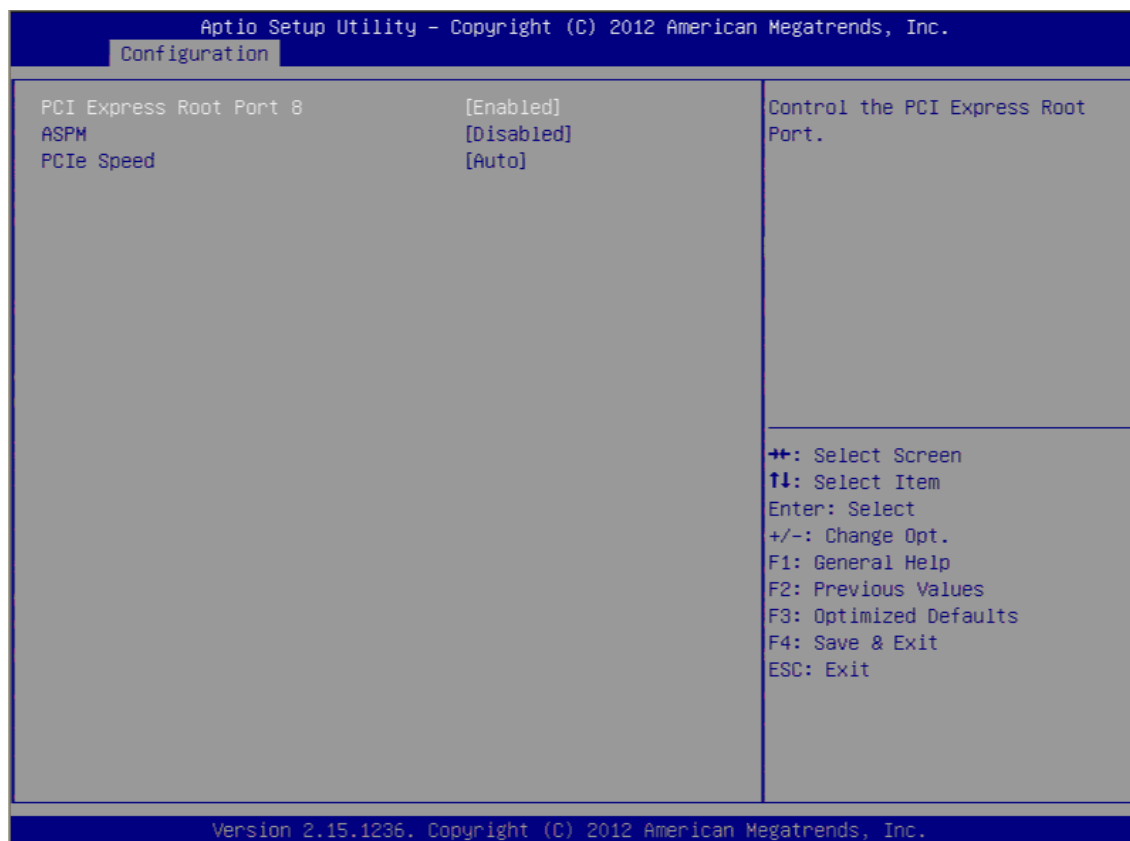 Aptio Setup Utility – Copyright (C) 2012 American Megatrends, Inc.
Configuration
PCI Express Root Port 8 [Enabled]
ASPM [Disabled]
PCIe Speed [Auto]
Control the PCI Express Root
Port.
→←: Select Screen
↑↓: Select Item
Enter: Select
+/-: Change Opt.
F1: General Help
F2: Previous Values
F3: Optimized Defaults
F4: Save & Exit
ESC: Exit
Version 2.15.1236. Copyright (C) 2012 American Megatrends, Inc.